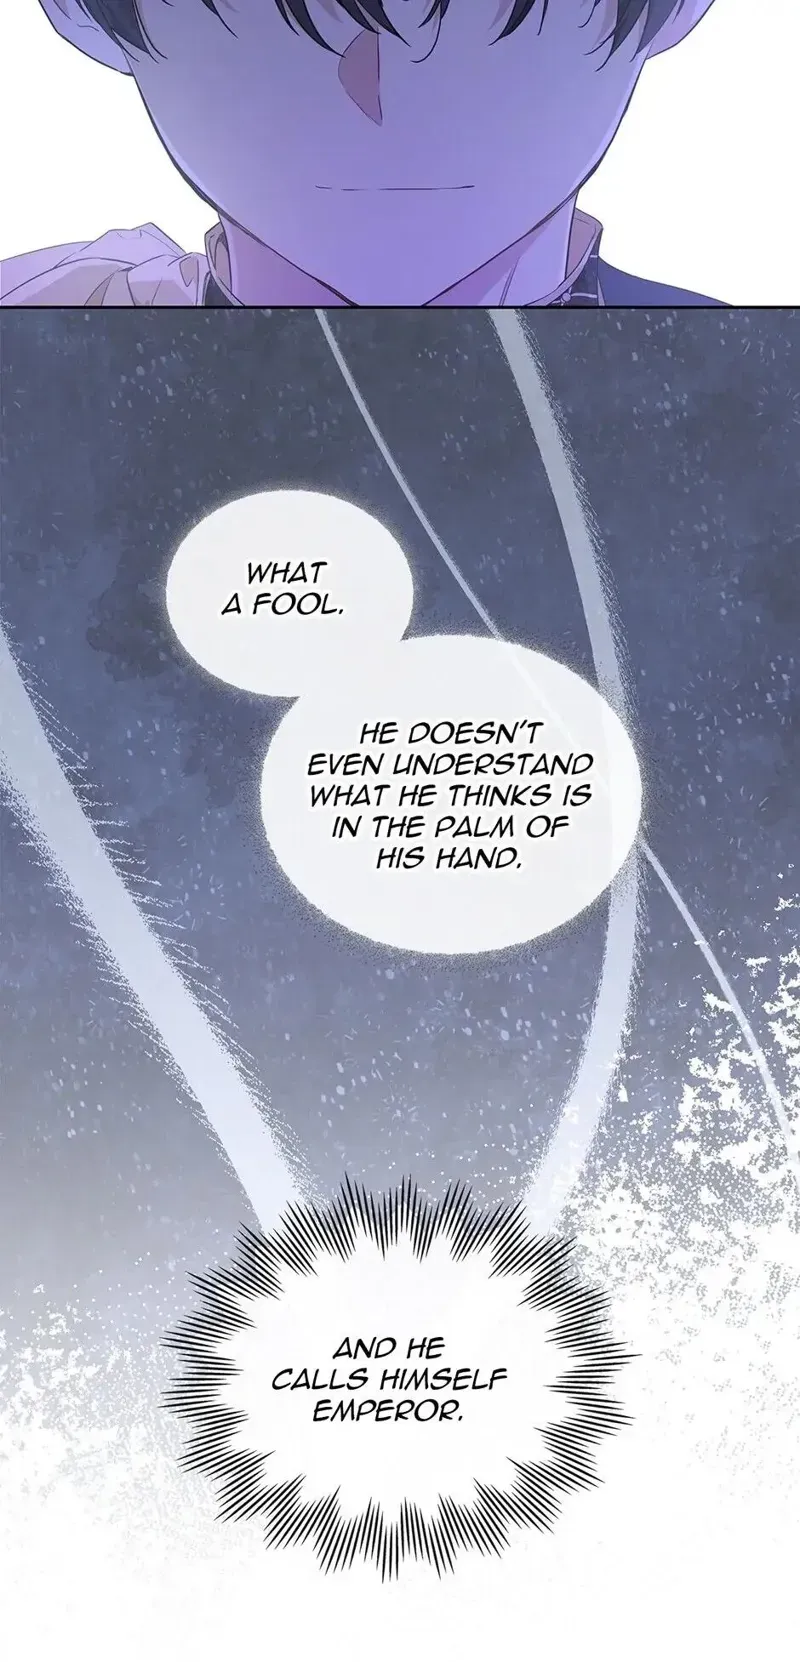 WHAT
A FOOL.
HE DOESN'T
EVEN UNDERSTAND
WHAT HE THINKS IS
IN THE PALM OF
HIS HAND.
AND HE
CALLS HIMSELF
EMPEROR.